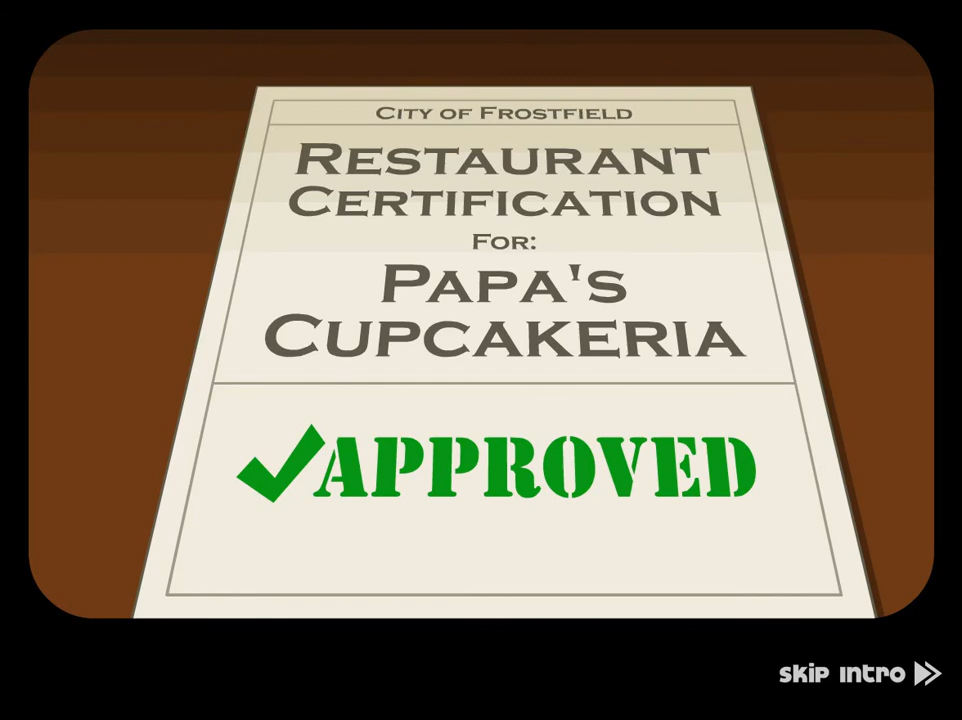 City of Frostfield
Restaurant
Certification
For:
Papa's
Cupcakeria
APPROVED
skip intro